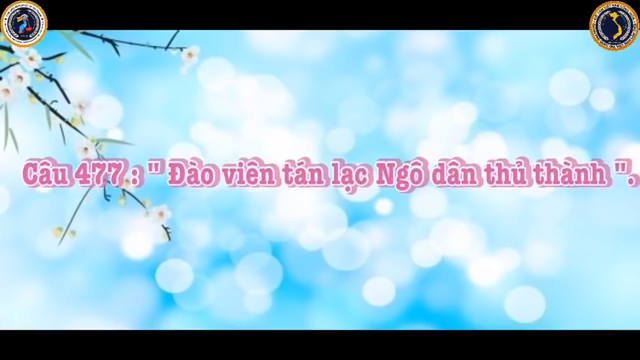 Câu 477 : " Đào viên tán lạc Ngô dân thủ thành ".